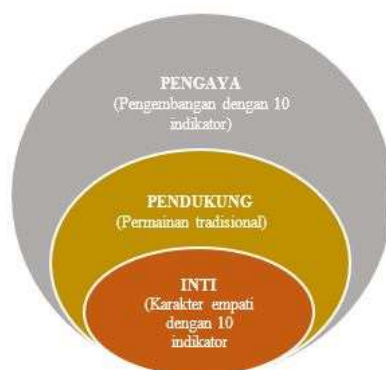 PENGAYA
(Pengembangan dengan 10
indikator)
PENDUKUNG
(Permainan tradisional)
INTI
(Karakter empati
dengan 10
indikator